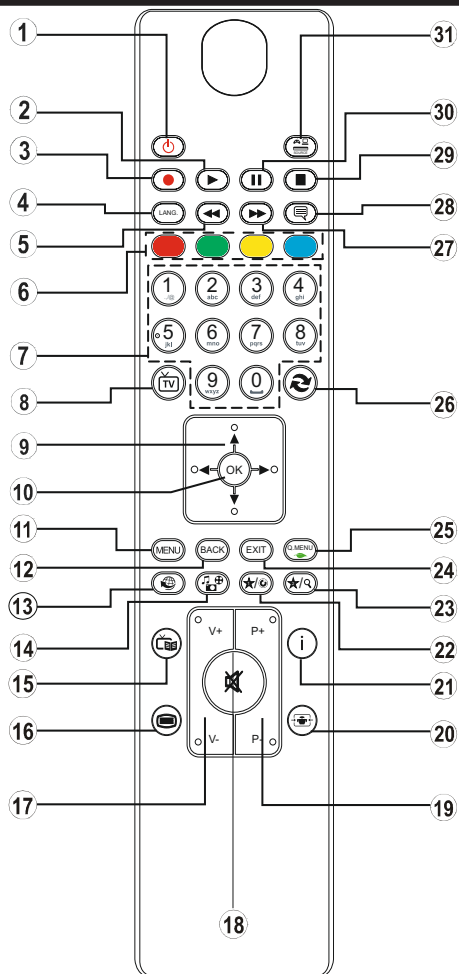 1
31
2
30
3
29
4
LANG.
28
5
27
6
1 ./@
2 abc
3 def
4 ghi
7
5 jkl
6 mno
7 pqrs
8 tuv
8
TV
9 wxyz
0
26
9
10
OK
11
MENU
BACK
EXIT
Q.MENU
25
12
24
13
23
14
22
V+
P+
15
i
21
16
20
V-
P-
17
19
18